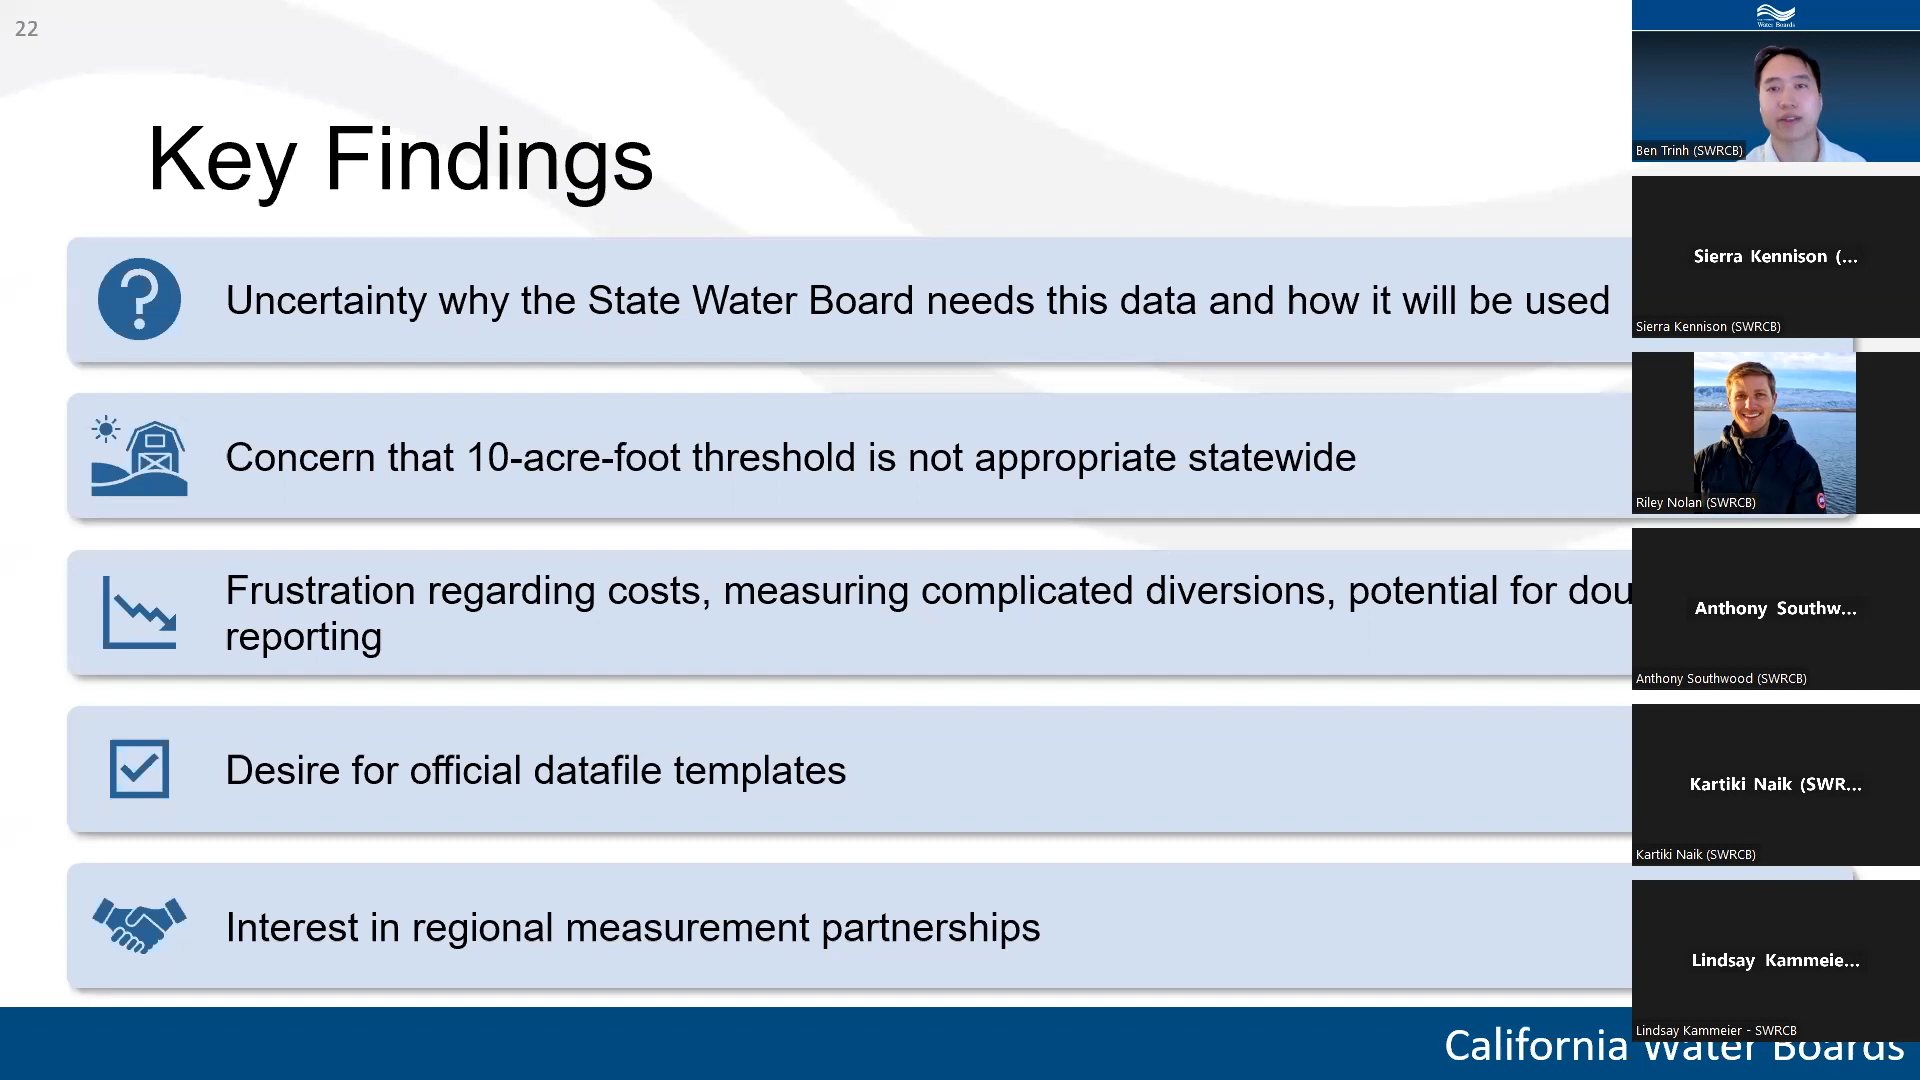 22
Key Findings
Uncertainty why the State Water Board needs this data and how it will be used
Concern that 10-acre-foot threshold is not appropriate statewide
Frustration regarding costs, measuring complicated diversions, potential for dou
reporting
Desire for official datafile templates
Interest in regional measurement partnerships
California Water Boards
Water Boards
Ben Trinh (SWRCB)
Sierra Kennison (...
Sierra Kennison (SWRCB)
Riley Nolan (SWRCB)
Anthony Southw...
Anthony Southwood (SWRCB)
Kartiki Naik (SWR...
Kartiki Naik (SWRCB)
Lindsay Kammeie...
Lindsay Kammeier - SWRCB